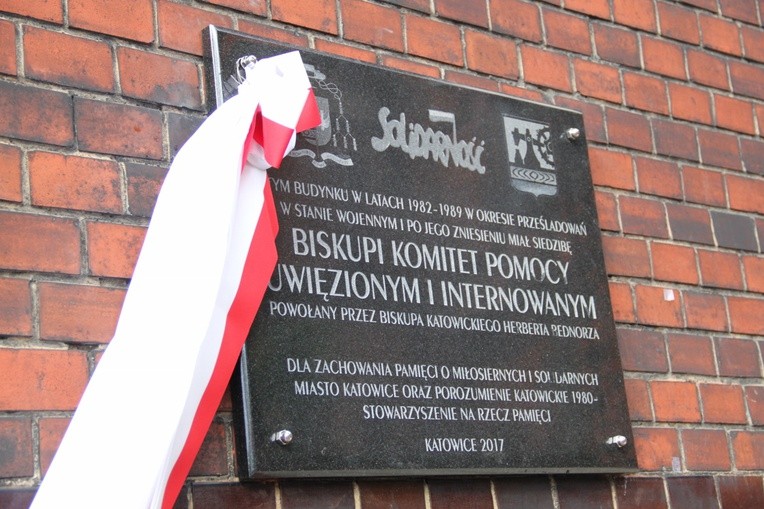 Solidarność
TYM BUDYNKU W LATACH 1982-1989 W OKRESIE PRZEŚLADOWAŃ
W STANIE WOJENNYM I PO JEGO ZNIESIENIU MIAŁ SIEDZIBĘ
BISKUPI KOMITET POMOCY
UWIĘZIONYM I INTERNOWANYM
POWOŁANY PRZEZ BISKUPA KATOWICKIEGO HERBERTA BEDNORZA
DLA ZACHOWANIA PAMIĘCI O MIŁOSIERNYCH I SOLIDARNYCH
MIASTO KATOWICE ORAZ POROZUMIENIE KATOWICKIE 1980-
STOWARZYSZENIE NA RZECZ PAMIĘCI
KATOWICE 2017